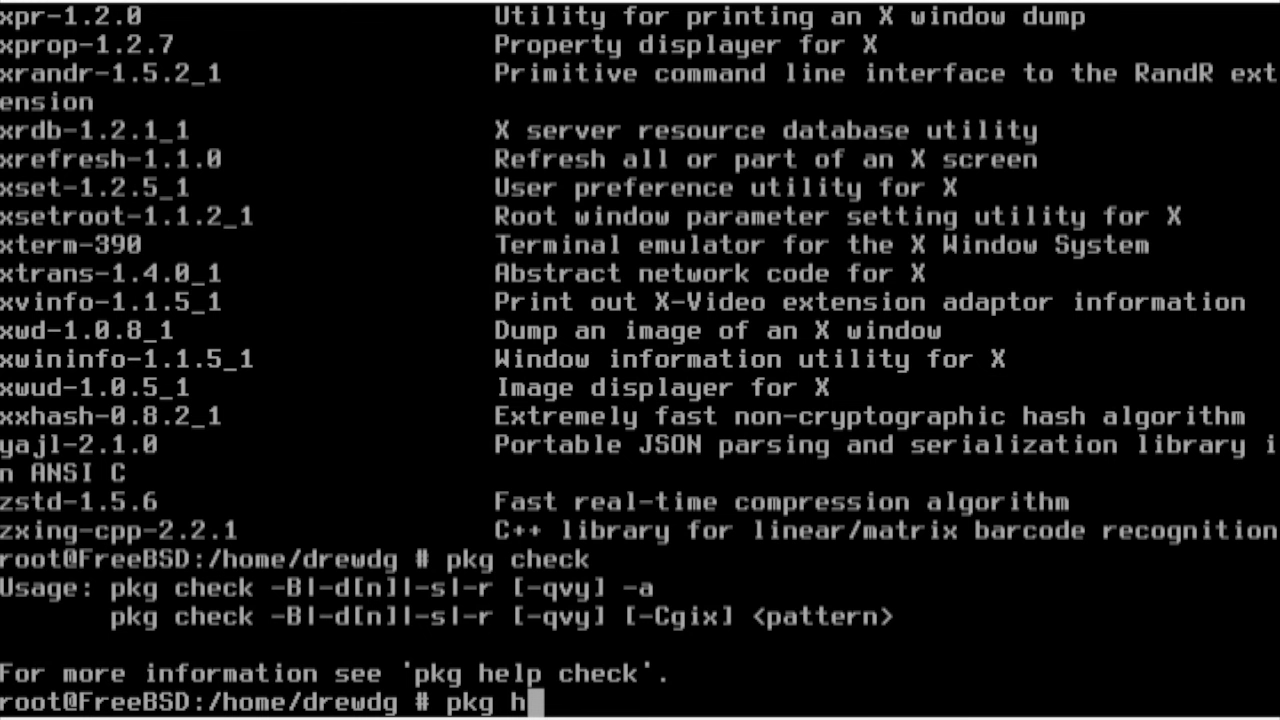 xpr-1.2.0 Utility for printing an X window dump
xprop-1.2.7 Property displayer for X
xrandr-1.5.2_1 Primitive command line interface to the RandR ext
ension
xrdb-1.2.1_1 X server resource database utility
xrefresh-1.1.0 Refresh all or part of an X screen
xset-1.2.5_1 User preference utility for X
xsetroot-1.1.2_1 Root window parameter setting utility for X
xterm-390 Terminal emulator for the X Window System
xtrans-1.4.0_1 Abstract network code for X
xvinfo-1.1.5_1 Print out X-Video extension adaptor information
xwd-1.0.8_1 Dump an image of an X window
xwininfo-1.1.5_1 Window information utility for X
xwud-1.0.5_1 Image displayer for X
xxhash-0.8.2_1 Extremely fast non-cryptographic hash algorithm
yajl-2.1.0 Portable JSON parsing and serialization library i
n ANSI C
zstd-1.5.6 Fast real-time compression algorithm
zxing-cpp-2.2.1 C++ library for linear/matrix barcode recognition
root@FreeBSD:/home/drewdg # pkg check
Usage: pkg check -B|-d[n]|-s|-r [-qvy] -a
pkg check -B|-d[n]|-s|-r [-qvy] [-Cgix] <pattern>
For more information see 'pkg help check'.
root@FreeBSD:/home/drewdg # pkg h